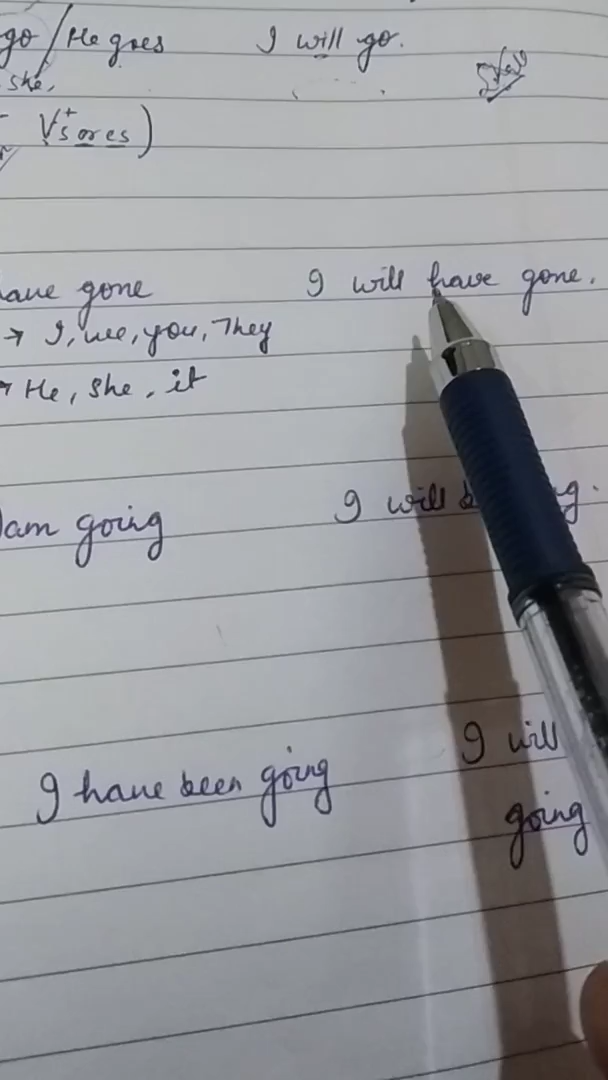 go / He goes I will go.
she,
V+s or es)
have gone I will have gone.
→ I, we, you, They
→ He, she, it
am going I will
I have been going I will
going